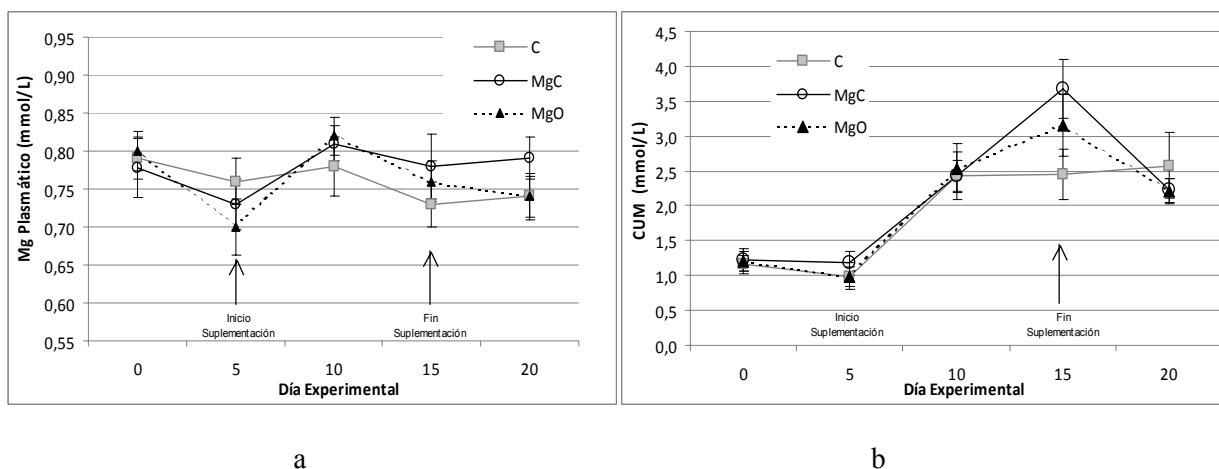 0,95
0,90
0,85
0,80
0,75
0,70
0,65
0,60
0,55
Mg Plasmático (mmol/L)
C
MgC
MgO
Inicio
Suplementación
Fin
Suplementación
0 5 10 15 20
Día Experimental
a
4,5
4,0
3,5
3,0
2,5
2,0
1,5
1,0
0,5
0,0
CUM (mmol/L)
C
MgC
MgO
Inicio
Suplementación
Fin
Suplementación
0 5 10 15 20
Día Experimental
b